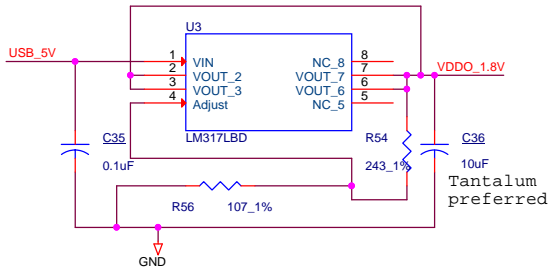 U3
USB_5V
1 VIN NC_8 8
2 VOUT_2 VOUT_7 7 VDDO_1.8V
3 VOUT_3 VOUT_6 6
4 Adjust NC_5 5
LM317LBD
C35
0.1uF
R54
243_1%
C36
10uF
Tantalum
preferred
R56 107_1%
GND